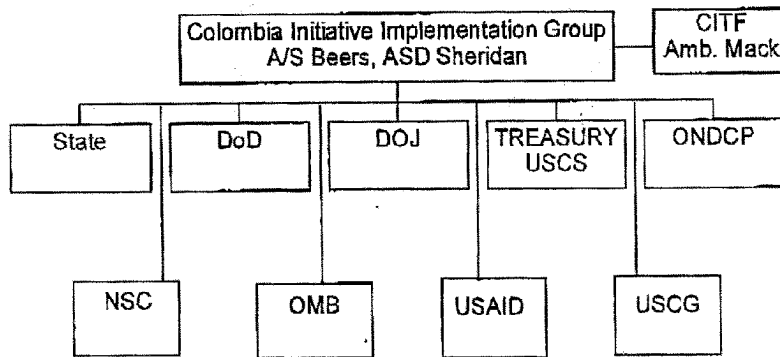 Colombia Initiative Implementation Group
A/S Beers, ASD Sheridan
CITF
Amb. Mack
State
DoD
DOJ
TREASURY
USCS
ONDCP
NSC
OMB
USAID
USCG